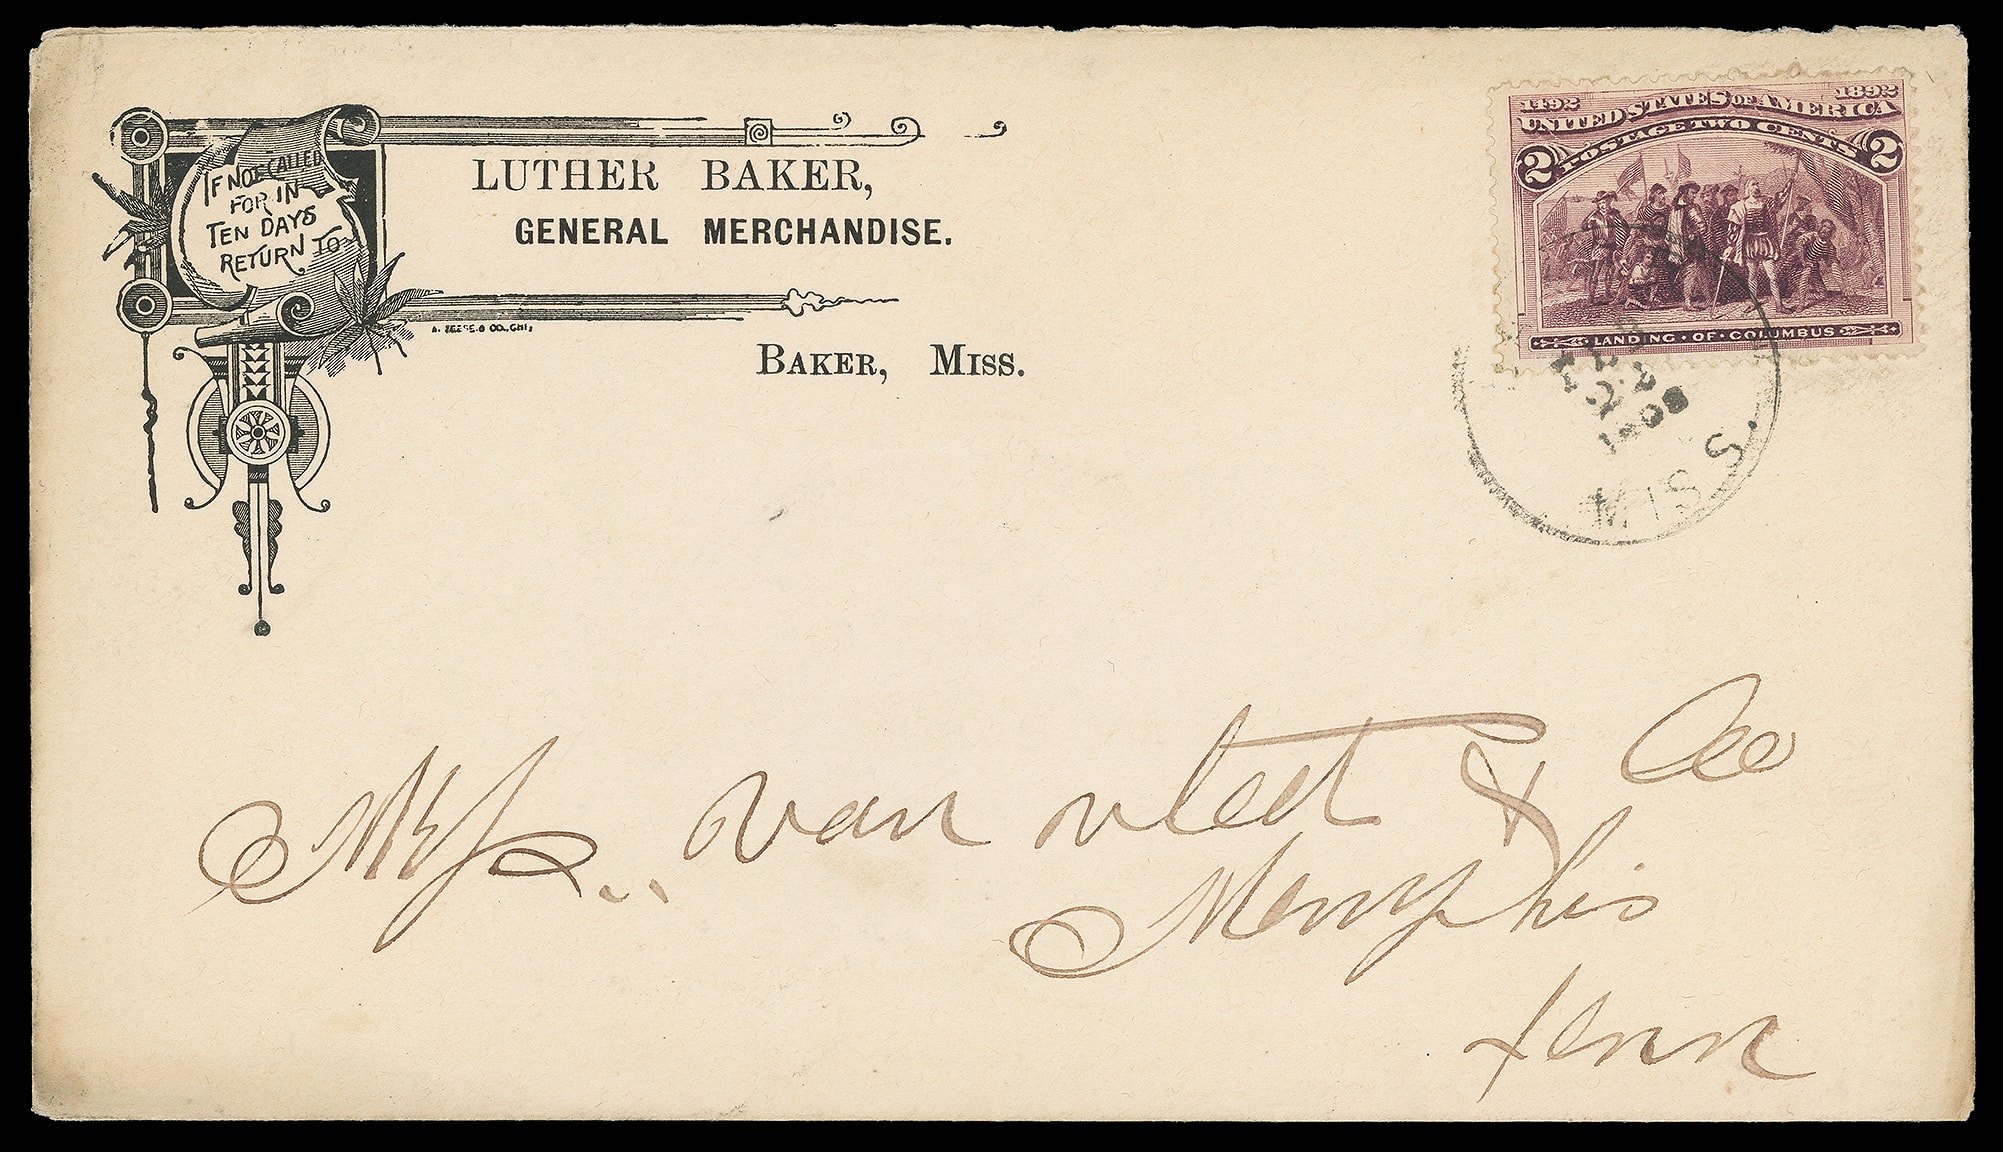 IF NOT CALLED
FOR IN
TEN DAYS
RETURN TO
LUTHER BAKER,
GENERAL MERCHANDISE.
BAKER, MISS.
1492 1892
UNITED STATES OF AMERICA
POSTAGE TWO CENTS
2 2
LANDING · OF · COLUMBUS
FEB
MISS.
van vleet & Co
Memphis
Tenn